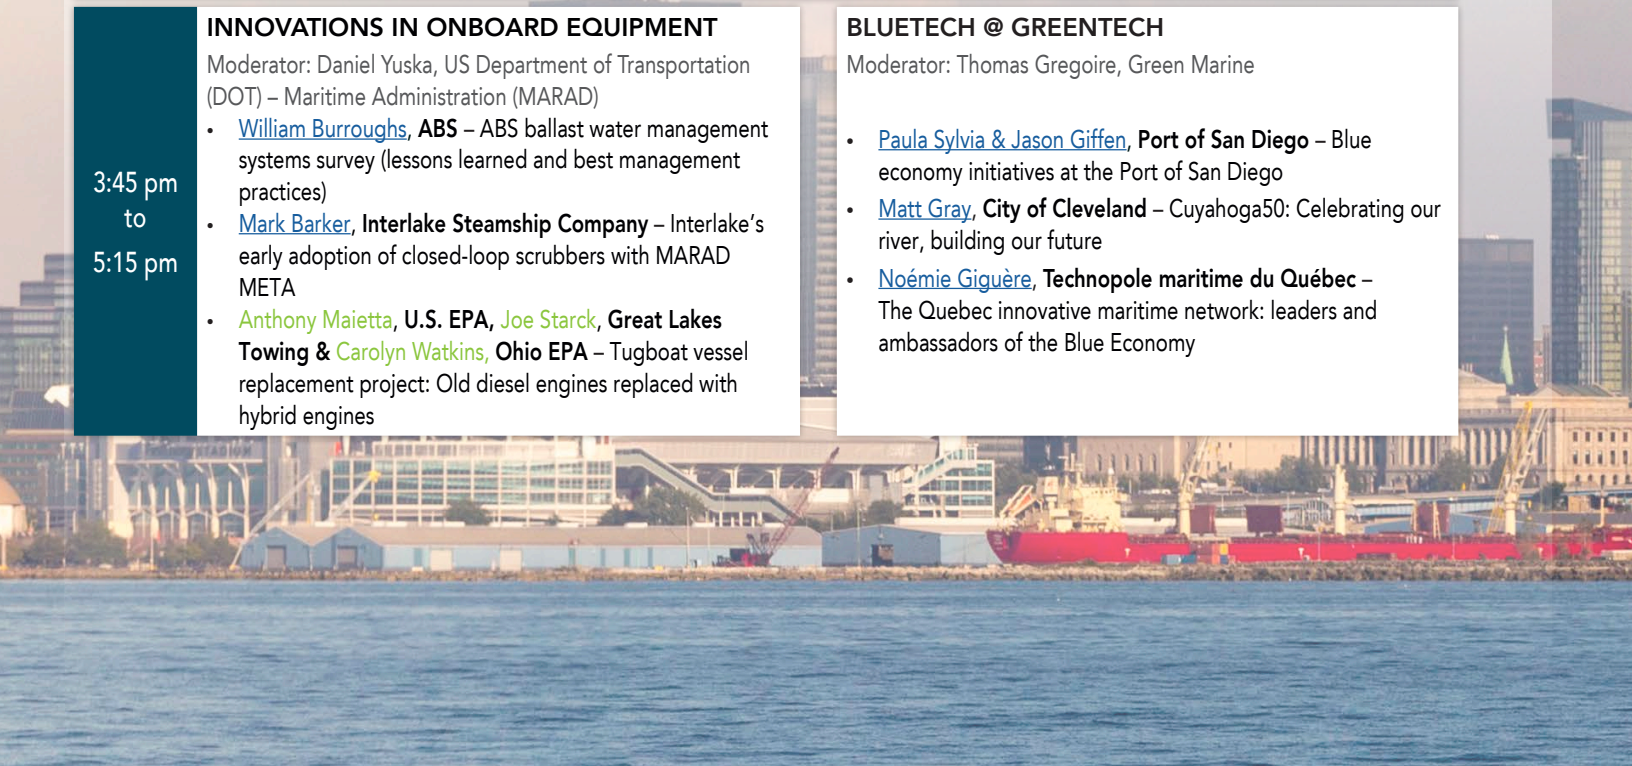 3:45 pm
to
5:15 pm
INNOVATIONS IN ONBOARD EQUIPMENT
Moderator: Daniel Yuska, US Department of Transportation
(DOT) – Maritime Administration (MARAD)
• William Burroughs, ABS – ABS ballast water management
systems survey (lessons learned and best management
practices)
• Mark Barker, Interlake Steamship Company – Interlake’s
early adoption of closed-loop scrubbers with MARAD
META
• Anthony Maietta, U.S. EPA, Joe Starck, Great Lakes
Towing & Carolyn Watkins, Ohio EPA – Tugboat vessel
replacement project: Old diesel engines replaced with
hybrid engines
BLUETECH @ GREENTECH
Moderator: Thomas Gregoire, Green Marine
• Paula Sylvia & Jason Giffen, Port of San Diego – Blue
economy initiatives at the Port of San Diego
• Matt Gray, City of Cleveland – Cuyahoga50: Celebrating our
river, building our future
• Noémie Giguère, Technopole maritime du Québec –
The Quebec innovative maritime network: leaders and
ambassadors of the Blue Economy